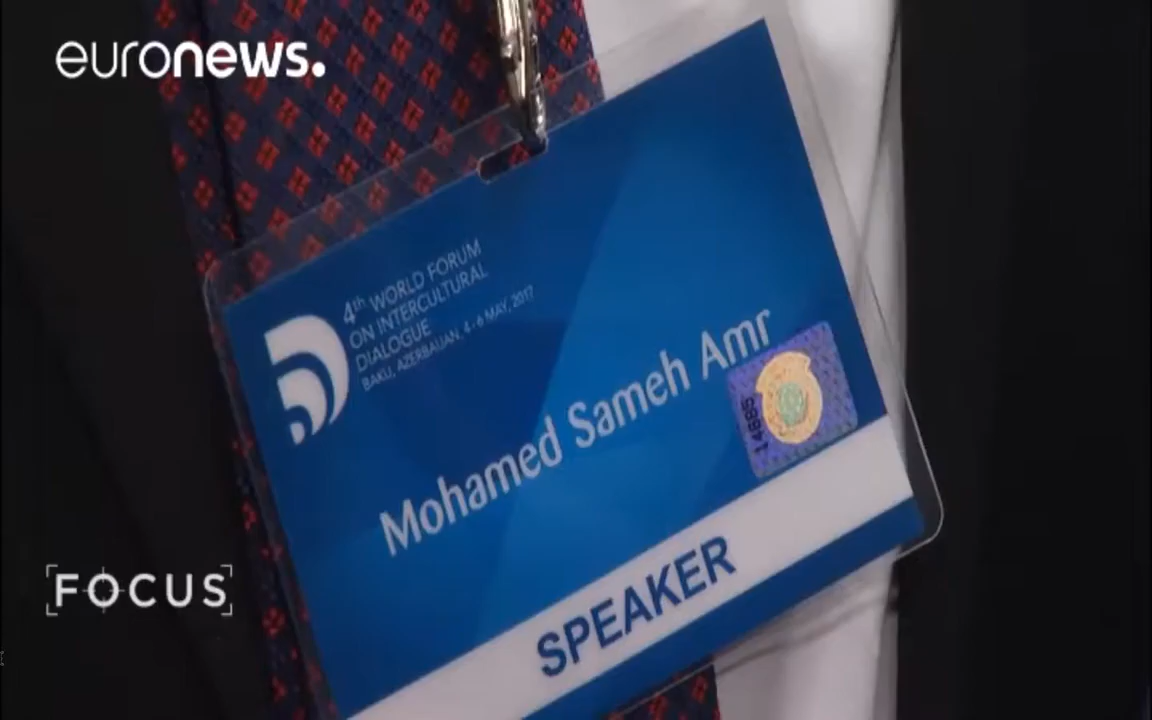 euronews.
4th WORLD FORUM
ON INTERCULTURAL
DIALOGUE
BAKU, AZERBAIJAN, 4 - 6 MAY, 2017
Mohamed Sameh Amr
14685
SPEAKER
FOCUS